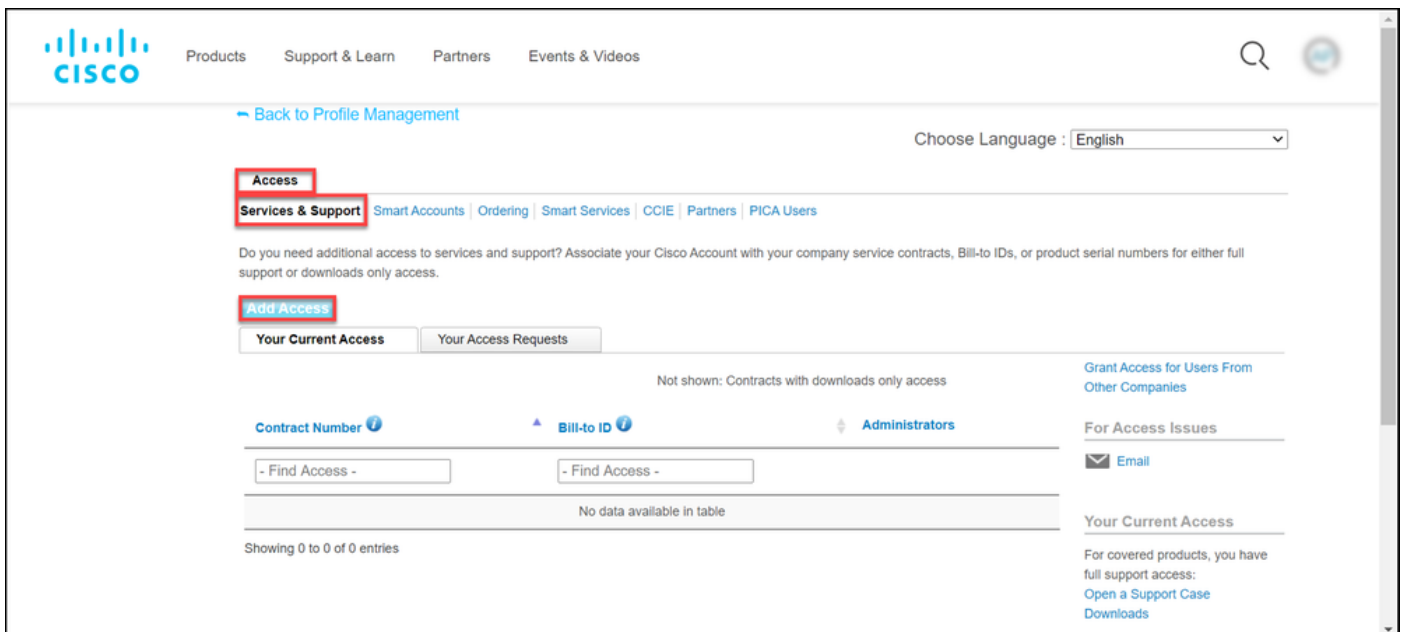 CISCO
Products Support & Learn Partners Events & Videos
Back to Profile Management
Choose Language : English
Access
Services & Support Smart Accounts Ordering Smart Services CCIE Partners PICA Users
Do you need additional access to services and support? Associate your Cisco Account with your company service contracts, Bill-to IDs, or product serial numbers for either full
support or downloads only access.
Add Access
Your Current Access Your Access Requests
Not shown: Contracts with downloads only access
Contract Number Bill-to ID Administrators
- Find Access - - Find Access -
No data available in table
Showing 0 to 0 of 0 entries
Grant Access for Users From
Other Companies
For Access Issues
Email
Your Current Access
For covered products, you have
full support access:
Open a Support Case
Downloads